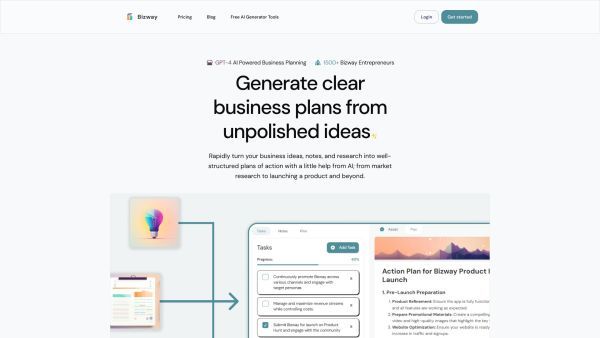 Bizway
Pricing
Blog
Free AI Generator Tools
Login
Get started
GPT-4 AI Powered Business Planning
1500+ Bizway Entrepreneurs
Generate clear
business plans from
unpolished ideas
Rapidly turn your business ideas, notes, and research into well-
structured plans of action with a little help from AI; from market
research to launching a product and beyond.
Tasks
Notes
Plan
Tasks
Add Task
Progress:
60%
Continuously promote Bizway across
various channels and engage with
target personas
Manage and maximize revenue streams
while controlling costs.
Submit Bizway for launch on Product
Hunt and engage with the community
Assist
Plan
Action Plan for Bizway Product
Launch
1. Pre-Launch Preparation
1. Product Refinement: Ensure the app is fully function
and all features are working as expected.
2. Prepare Promotional Materials: Create a compelling
video and high-quality images that highlight the key
3. Website Optimization: Ensure your website is ready
increase in traffic and signups.